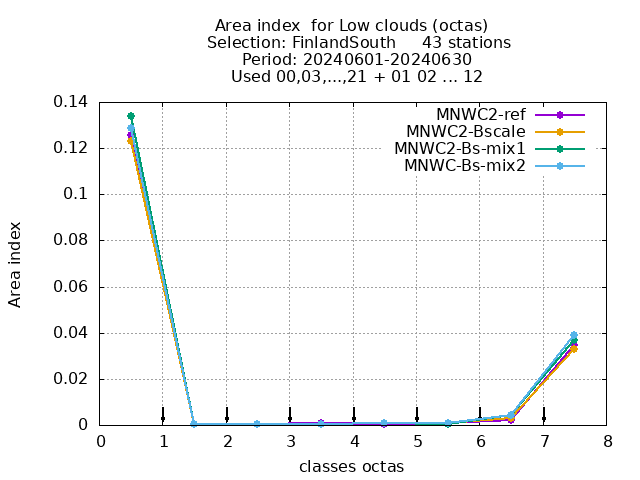 Area index  for Low clouds (octas)
Selection: FinlandSouth     43 stations
Period: 20240601-20240630
Used 00,03,...,21 + 01 02 ... 12
MNWC2-ref
MNWC2-Bscale
MNWC2-Bs-mix1
MNWC-Bs-mix2
0.14
0.12
0.1
0.08
0.06
0.04
0.02
0
Area index
0 1 2 3 4 5 6 7 8
classes octas